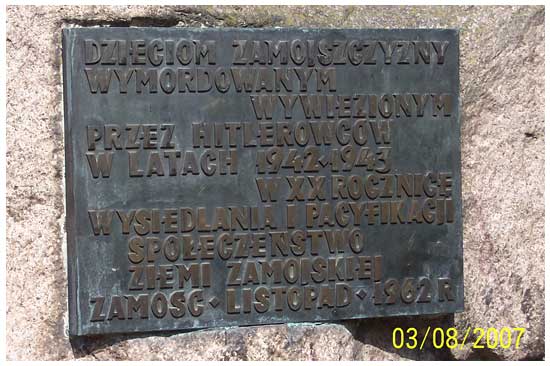 DZIECIOM ZAMOJSZCZYZNY
WYMORDOWANYM
WYWIEZIONYM
PRZEZ HITLEROWCÓW
W LATACH 1942-1943
W XX ROCZNICĘ
WYSIEDLANIA I PACYFIKACJI
SPOŁECZEŃSTWO
ZIEMI ZAMOJSKIEJ
ZAMOŚĆ · LISTOPAD · 1962 R
03/08/2007